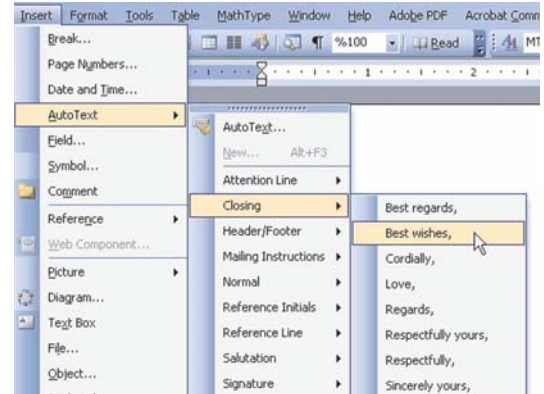 Insert Format Tools Table MathType Window Help Adobe PDF Acrobat Comm
%100 Read MT
1 2
Break...
Page Numbers...
Date and Time...
AutoText
Field...
Symbol...
Comment
Reference
Web Component...
Picture
Diagram...
Text Box
File...
Object...
AutoText...
New... Alt+F3
Attention Line
Closing
Header/Footer
Mailing Instructions
Normal
Reference Initials
Reference Line
Salutation
Signature
Best regards,
Best wishes,
Cordially,
Love,
Regards,
Respectfully yours,
Respectfully,
Sincerely yours,